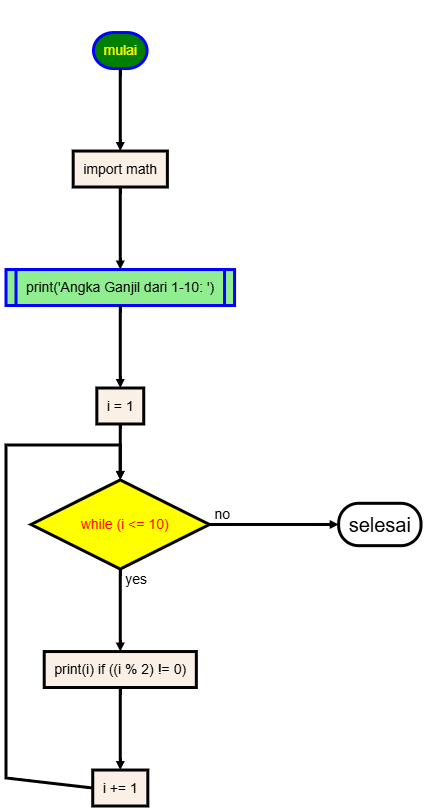 mulai
import math
print('Angka Ganjil dari 1-10: ')
i = 1
while (i <= 10)
no
selesai
yes
print(i) if ((i % 2) != 0)
i += 1